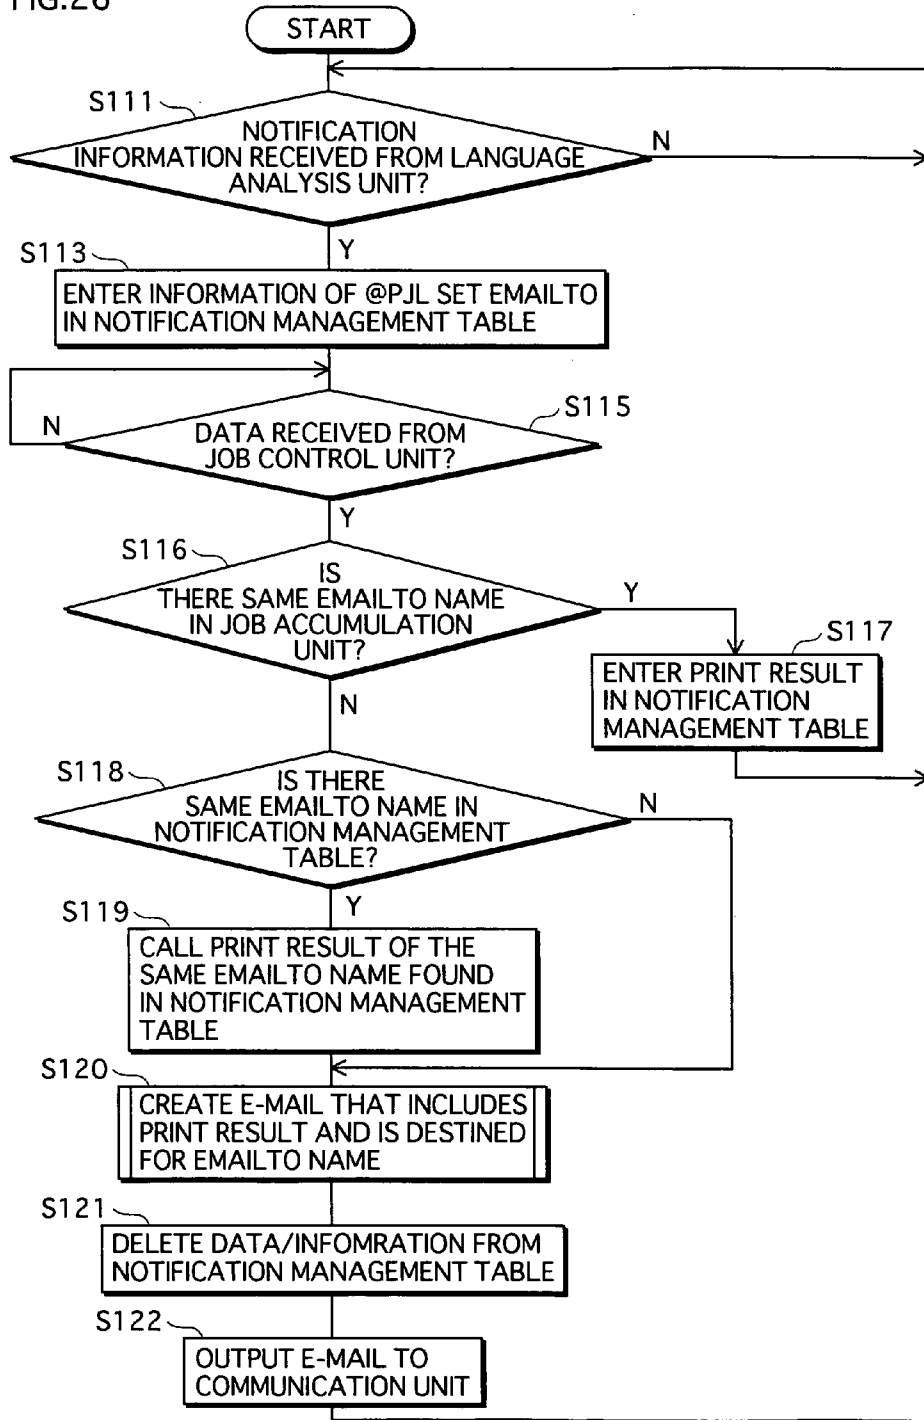 FIG.26
START
S111
NOTIFICATION
INFORMATION RECEIVED FROM LANGUAGE
ANALYSIS UNIT?
N
Y
S113
ENTER INFORMATION OF @PJL SET EMAILTO
IN NOTIFICATION MANAGEMENT TABLE
S115
N
DATA RECEIVED FROM
JOB CONTROL UNIT?
Y
S116
IS
THERE SAME EMAILTO NAME
IN JOB ACCUMULATION
UNIT?
Y
N
S117
ENTER PRINT RESULT
IN NOTIFICATION
MANAGEMENT TABLE
S118
IS THERE
SAME EMAILTO NAME IN
NOTIFICATION MANAGEMENT
TABLE?
N
Y
S119
CALL PRINT RESULT OF THE
SAME EMAILTO NAME FOUND
IN NOTIFICATION MANAGEMENT
TABLE
S120
CREATE E-MAIL THAT INCLUDES
PRINT RESULT AND IS DESTINED
FOR EMAILTO NAME
S121
DELETE DATA/INFOMRATION FROM
NOTIFICATION MANAGEMENT TABLE
S122
OUTPUT E-MAIL TO
COMMUNICATION UNIT